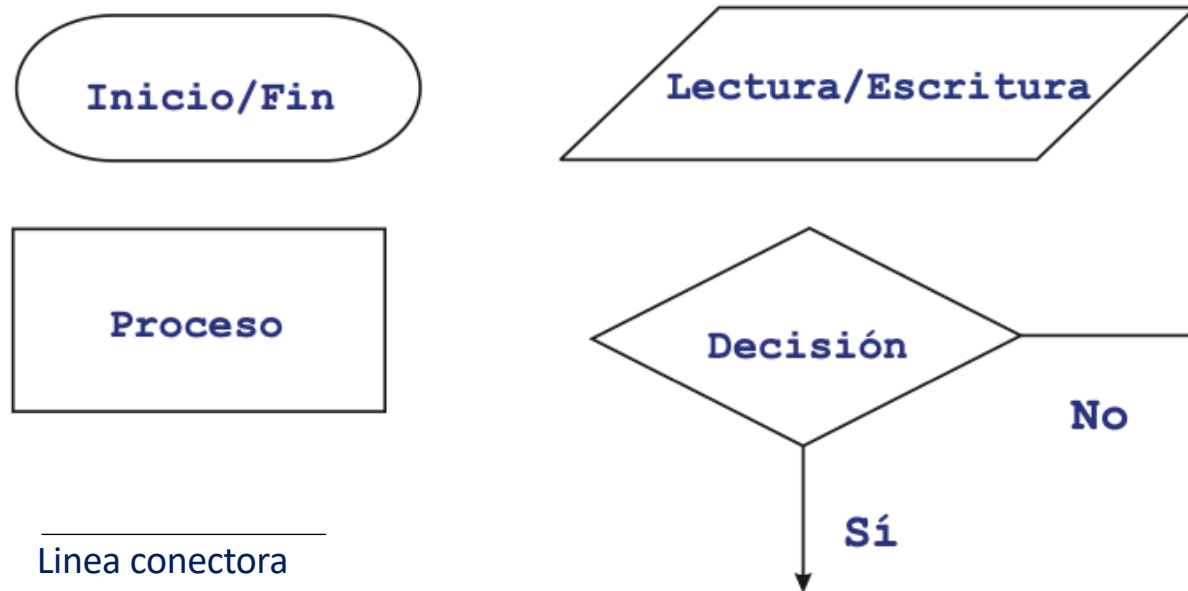 Inicio/Fin
Lectura/Escritura
Proceso
Decisión
No
Sí
Linea conectora